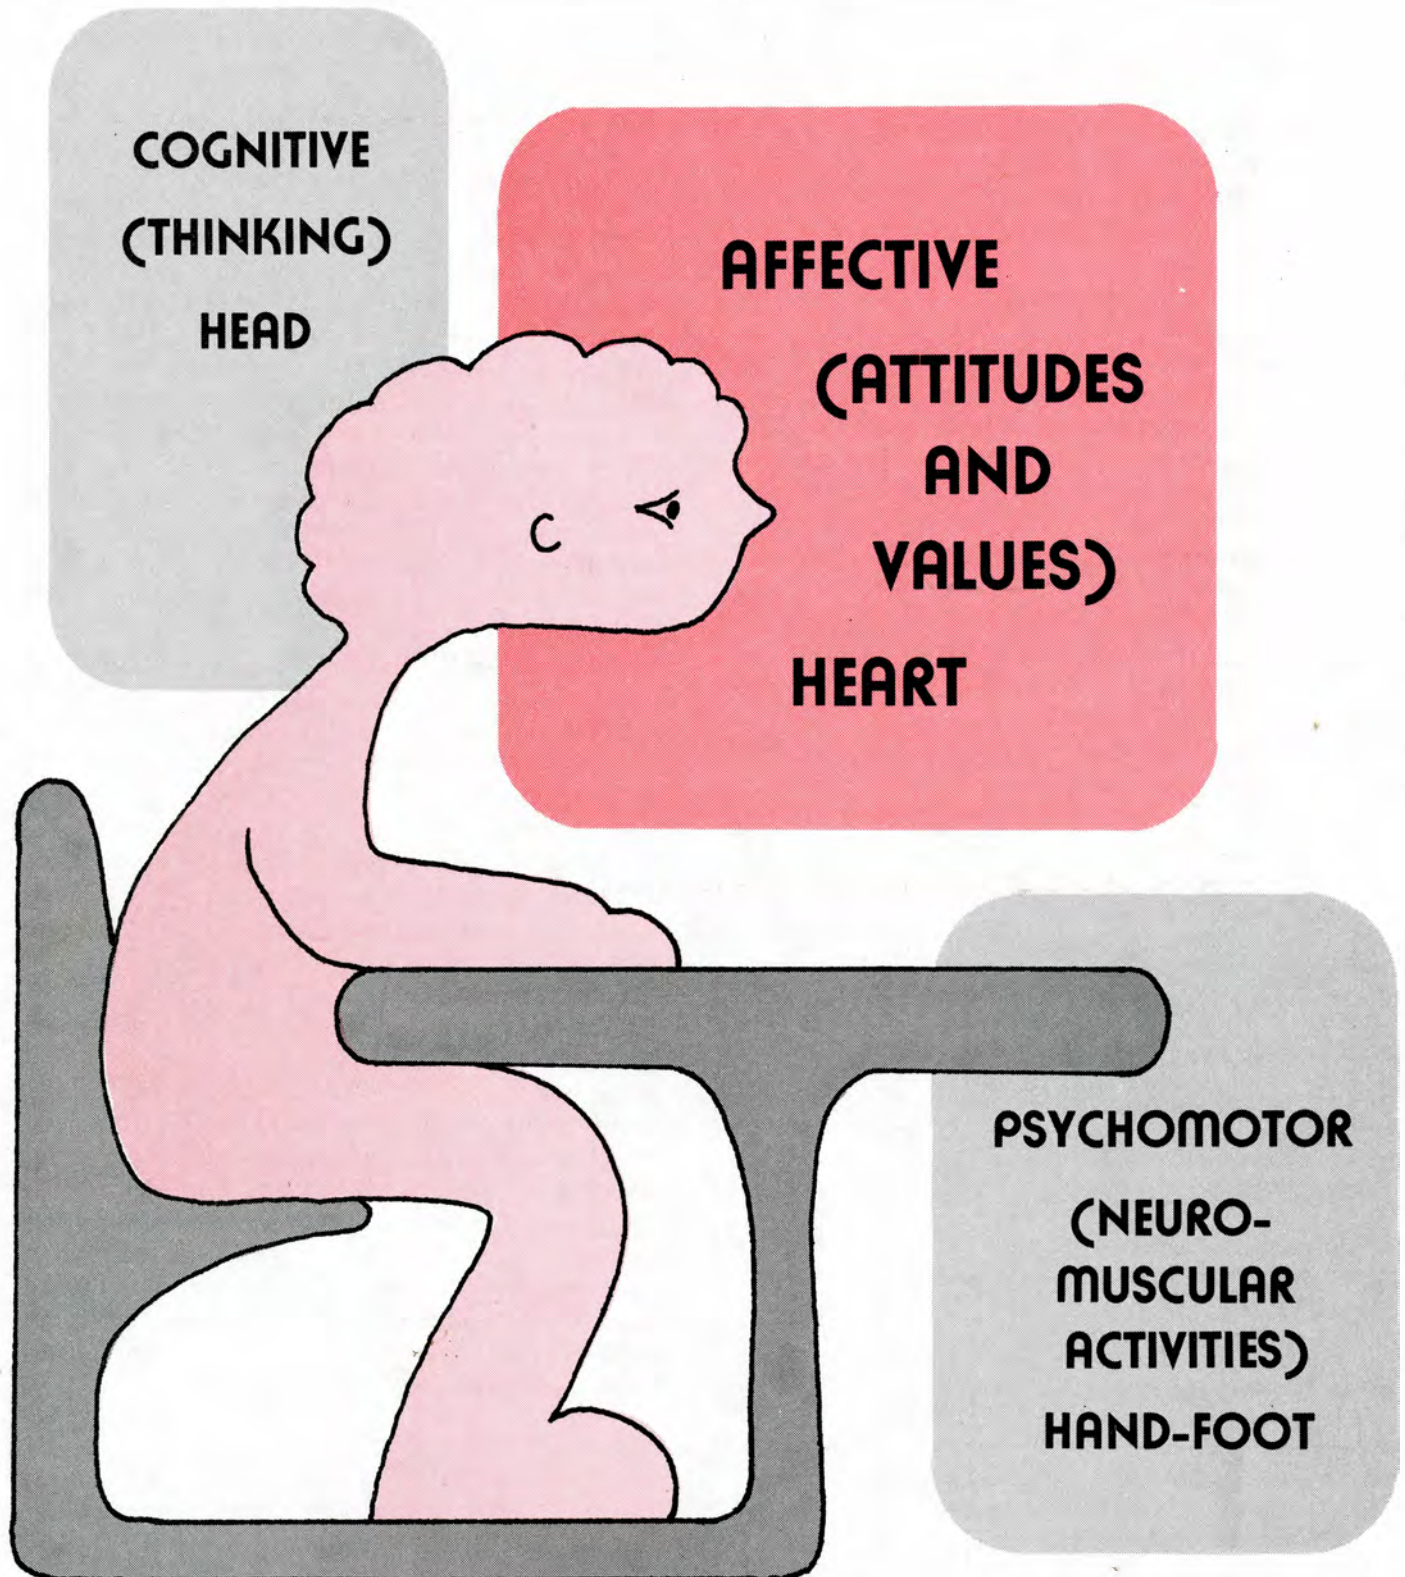 COGNITIVE
(THINKING)
HEAD
AFFECTIVE
(ATTITUDES
AND
VALUES)
HEART
PSYCHOMOTOR
(NEURO-
MUSCULAR
ACTIVITIES)
HAND-FOOT